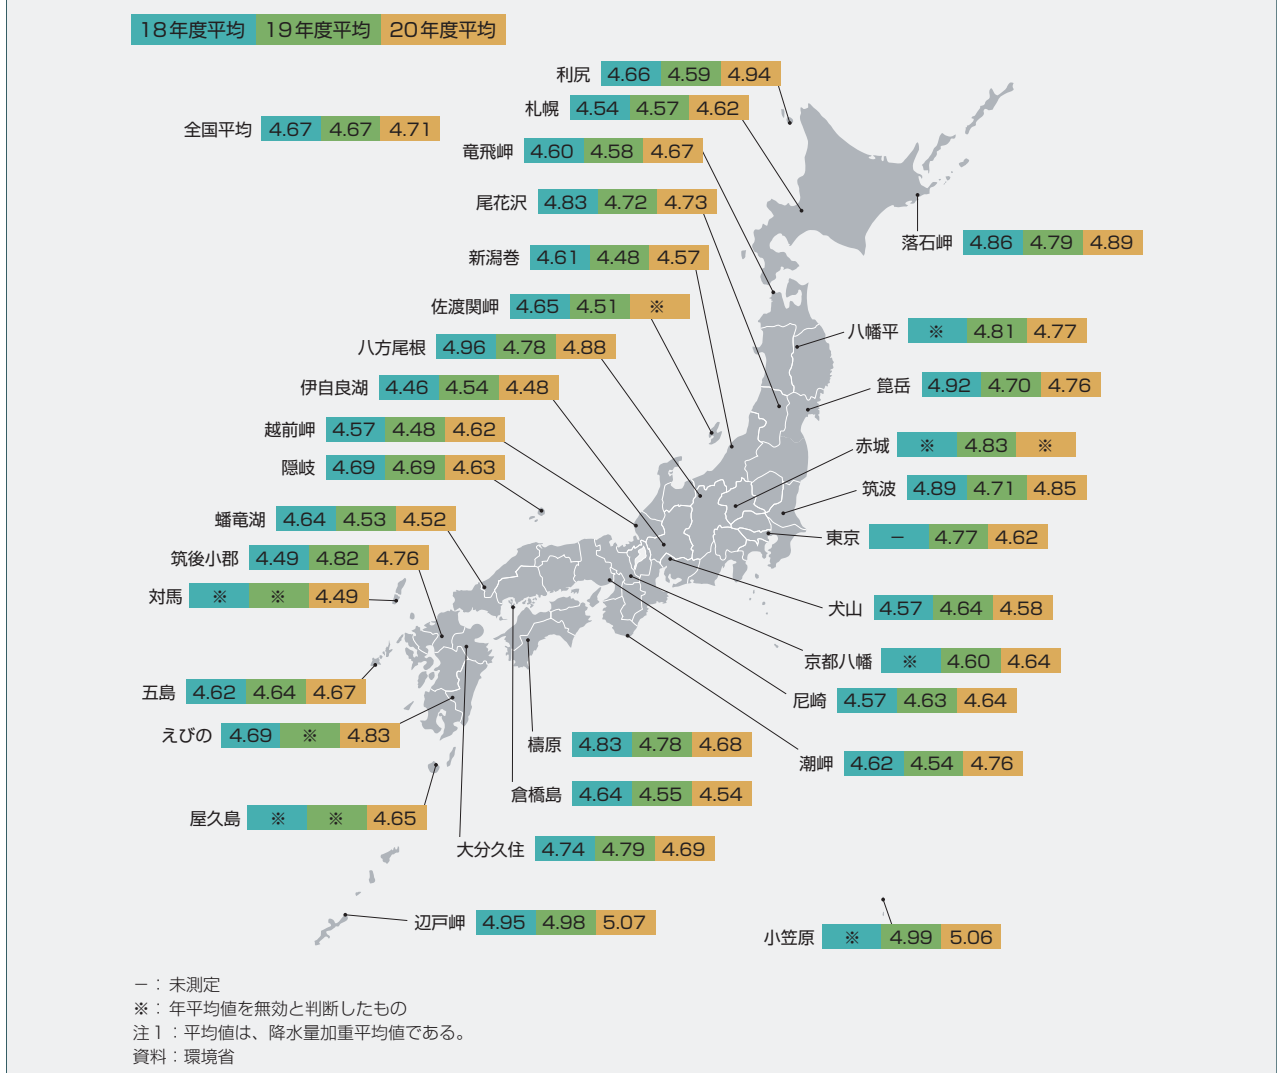 18年度平均 19年度平均 20年度平均
利尻 4.66 4.59 4.94
札幌 4.54 4.57 4.62
全国平均 4.67 4.67 4.71
竜飛岬 4.60 4.58 4.67
尾花沢 4.83 4.72 4.73
落石岬 4.86 4.79 4.89
新潟巻 4.61 4.48 4.57
佐渡関岬 4.65 4.51 ※
八幡平 ※ 4.81 4.77
八方尾根 4.96 4.78 4.88
伊自良湖 4.46 4.54 4.48
箟岳 4.92 4.70 4.76
越前岬 4.57 4.48 4.62
赤城 ※ 4.83 ※
隠岐 4.69 4.69 4.63
筑波 4.89 4.71 4.85
蟠竜湖 4.64 4.53 4.52
東京 － 4.77 4.62
筑後小郡 4.49 4.82 4.76
対馬 ※ ※ 4.49
犬山 4.57 4.64 4.58
京都八幡 ※ 4.60 4.64
五島 4.62 4.64 4.67
尼崎 4.57 4.63 4.64
えびの 4.69 ※ 4.83
檮原 4.83 4.78 4.68
潮岬 4.62 4.54 4.76
倉橋島 4.64 4.55 4.54
屋久島 ※ ※ 4.65
大分久住 4.74 4.79 4.69
辺戸岬 4.95 4.98 5.07
小笠原 ※ 4.99 5.06
－：未測定
※：年平均値を無効と判断したもの
注１：平均値は、降水量加重平均値である。
資料：環境省